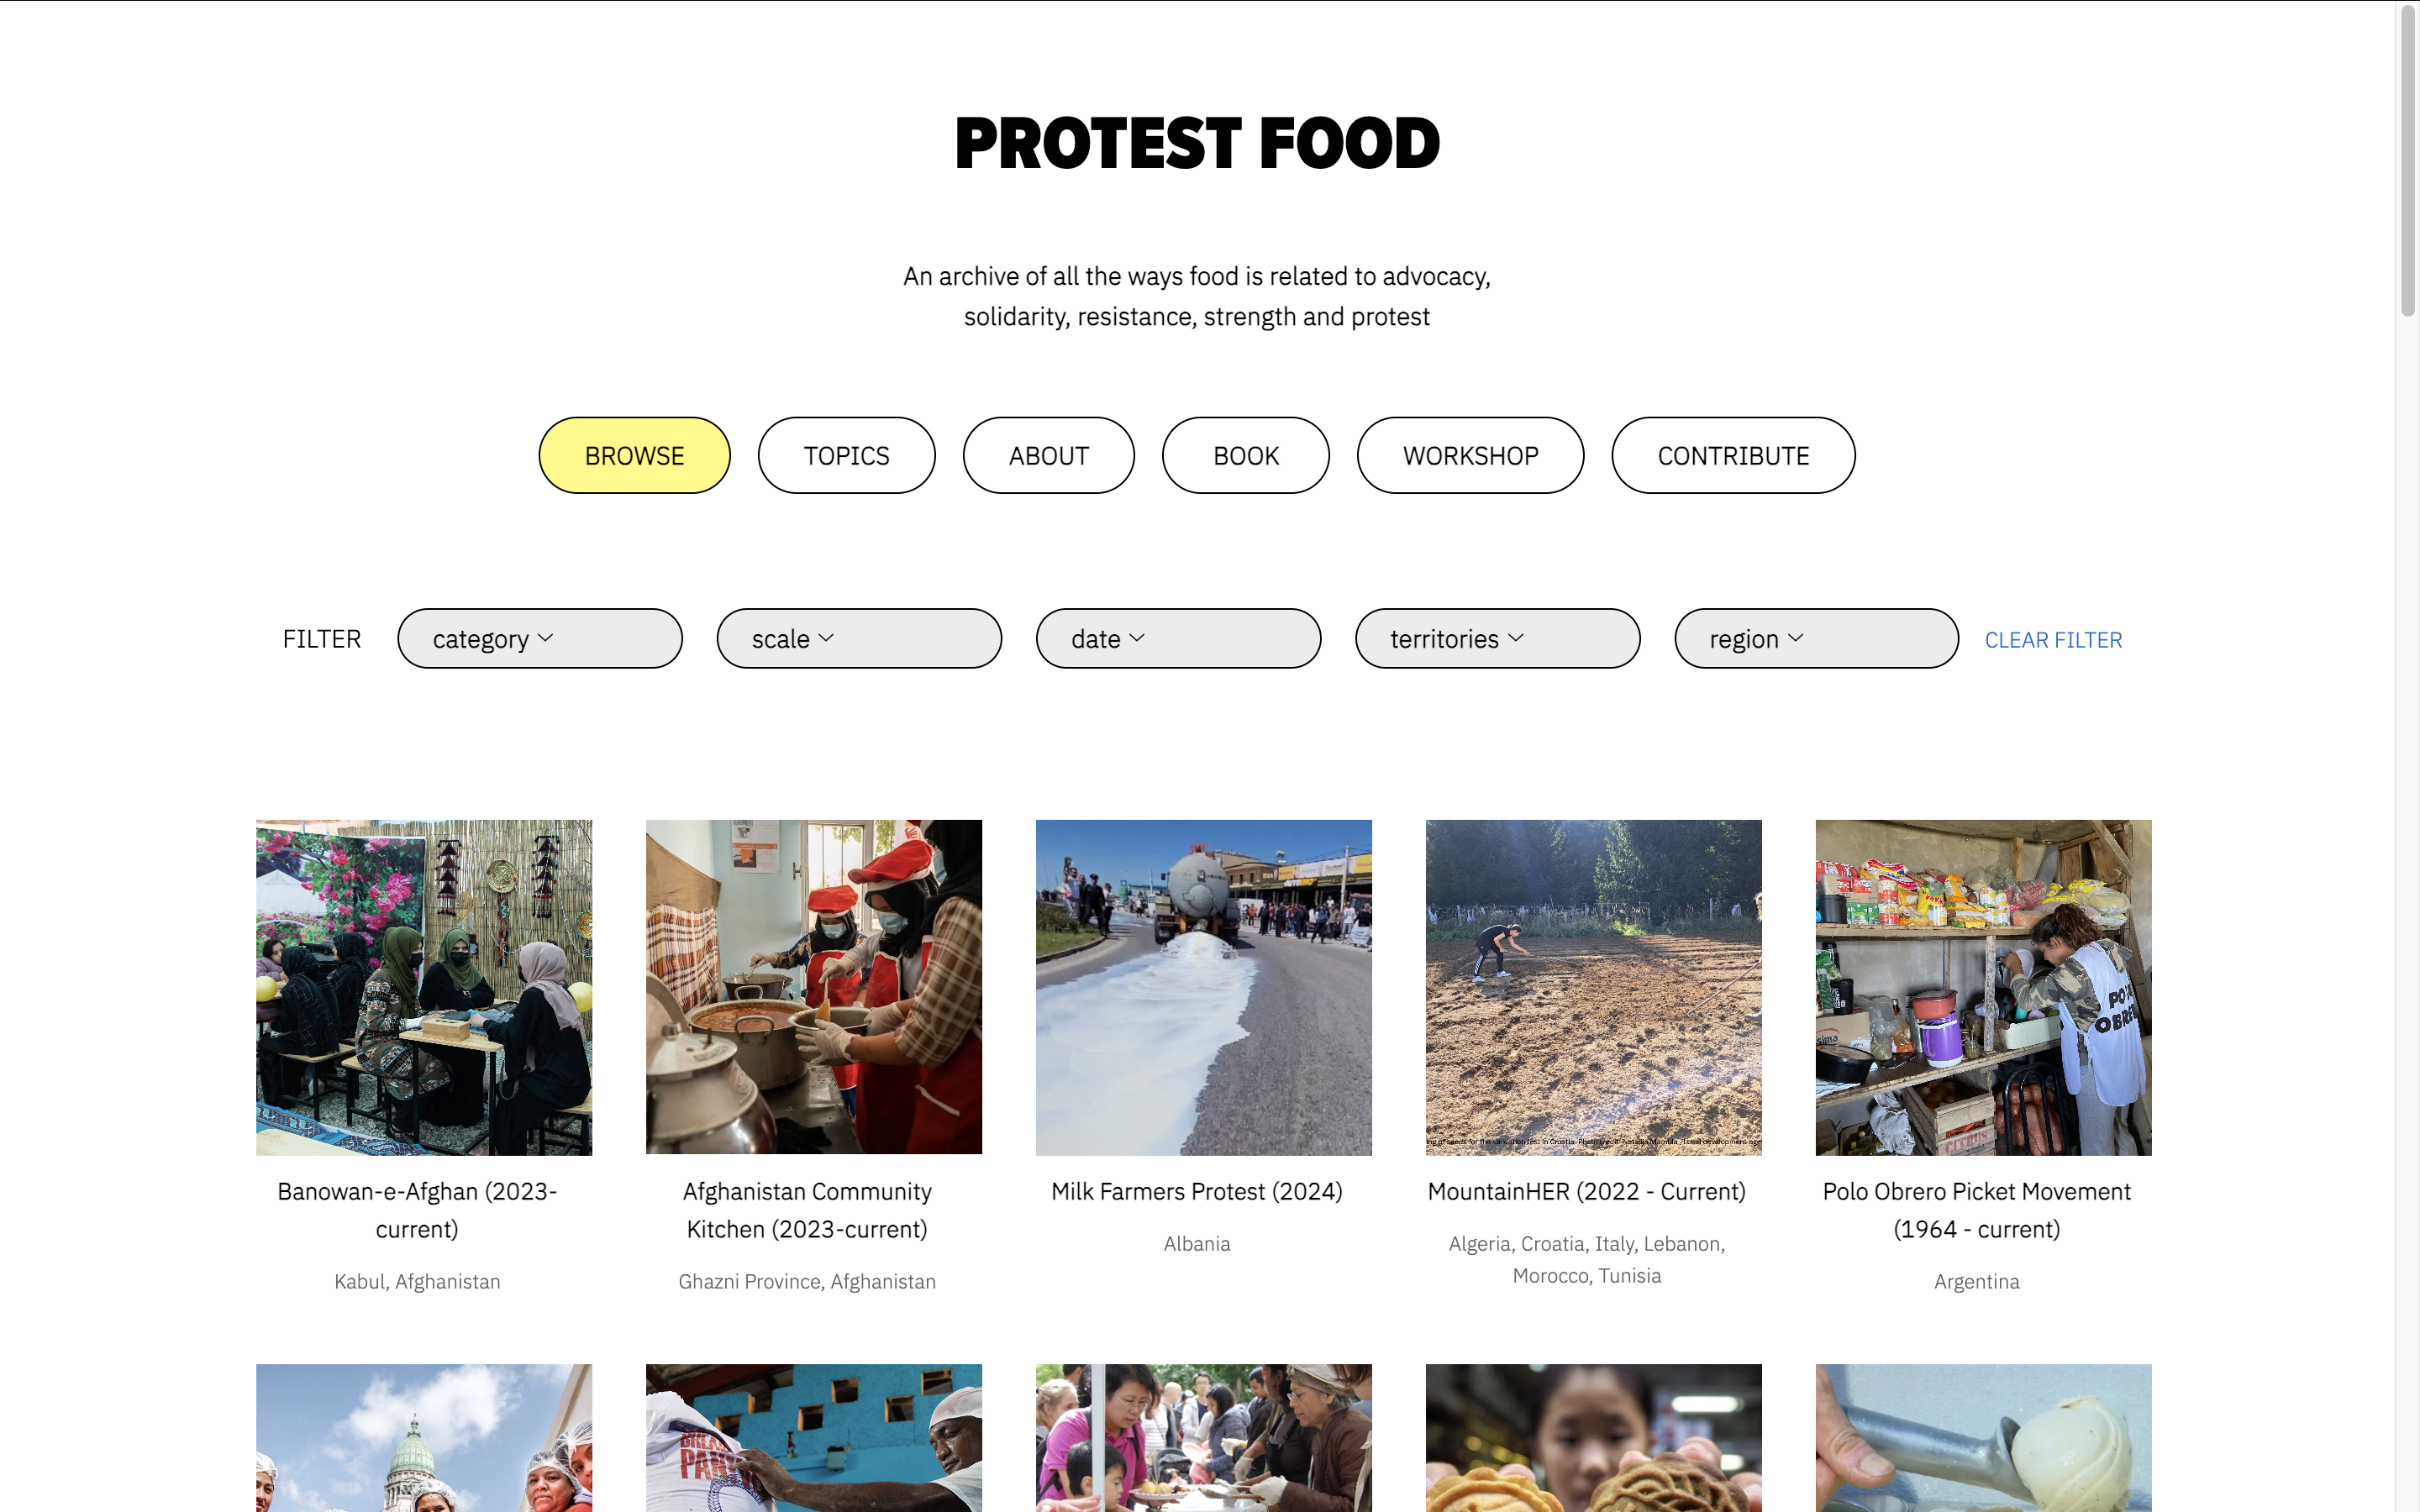 PROTEST FOOD
An archive of all the ways food is related to advocacy,
solidarity, resistance, strength and protest
BROWSE
TOPICS
ABOUT
BOOK
WORKSHOP
CONTRIBUTE
FILTER
category
scale
date
territories
region
CLEAR FILTER
Banowan-e-Afghan (2023-
current)
Kabul, Afghanistan
Afghanistan Community
Kitchen (2023-current)
Ghazni Province, Afghanistan
Milk Farmers Protest (2024)
Albania
MountainHER (2022 - Current)
Algeria, Croatia, Italy, Lebanon,
Morocco, Tunisia
Polo Obrero Picket Movement
(1964 - current)
Argentina